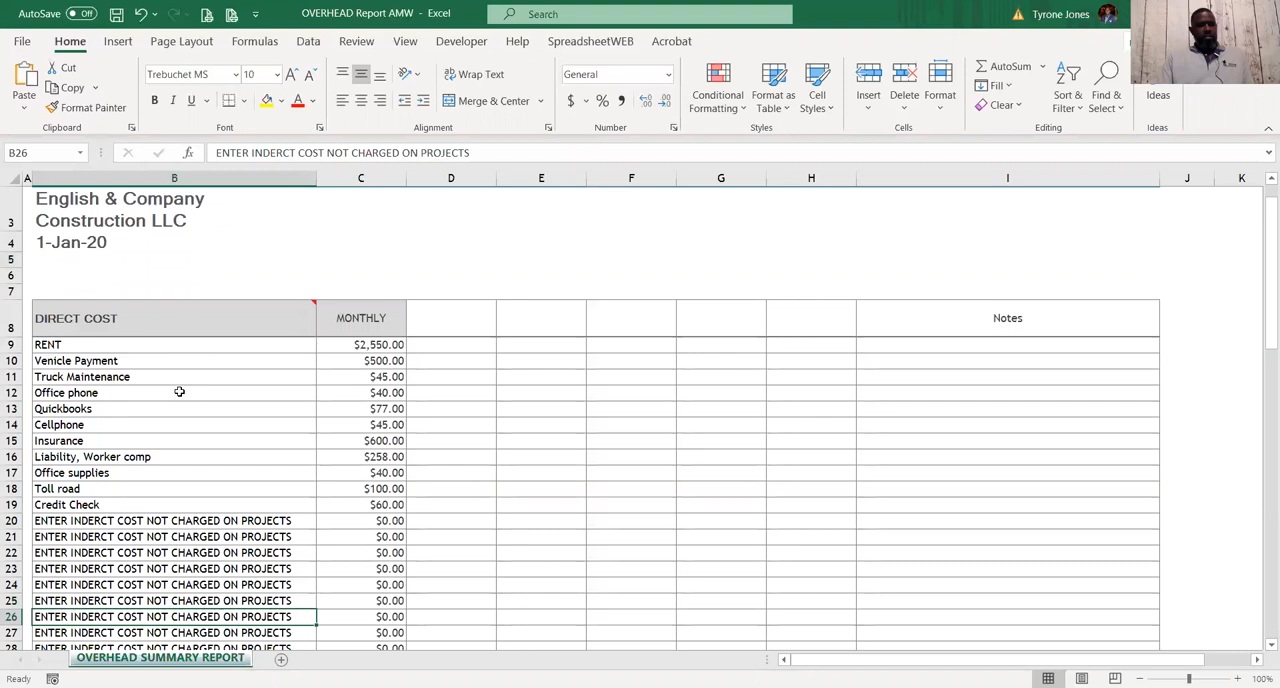 AutoSave Off OVERHEAD Report AMW - Excel Search Tyrone Jones
File Home Insert Page Layout Formulas Data Review View Developer Help SpreadsheetWEB Acrobat
Paste Cut Copy Format Painter Clipboard
Trebuchet MS 10 B I U A Font
Wrap Text Merge & Center Alignment
General $ % Number
Conditional Formatting Format as Table Cell Styles Styles
Insert Delete Format Cells
AutoSum Fill Clear Sort & Filter Find & Select Editing
Ideas Ideas
B26 fx ENTER INDERCT COST NOT CHARGED ON PROJECTS
A B C D E F G H I J K
English & Company
3 Construction LLC
4 1-Jan-20
5
6
7
8 DIRECT COST MONTHLY Notes
9 RENT $2,550.00
10 Venicle Payment $500.00
11 Truck Maintenance $45.00
12 Office phone $40.00
13 Quickbooks $77.00
14 Cellphone $45.00
15 Insurance $600.00
16 Liability, Worker comp $258.00
17 Office supplies $40.00
18 Toll road $100.00
19 Credit Check $60.00
20 ENTER INDERCT COST NOT CHARGED ON PROJECTS $0.00
21 ENTER INDERCT COST NOT CHARGED ON PROJECTS $0.00
22 ENTER INDERCT COST NOT CHARGED ON PROJECTS $0.00
23 ENTER INDERCT COST NOT CHARGED ON PROJECTS $0.00
24 ENTER INDERCT COST NOT CHARGED ON PROJECTS $0.00
25 ENTER INDERCT COST NOT CHARGED ON PROJECTS $0.00
26 ENTER INDERCT COST NOT CHARGED ON PROJECTS $0.00
27 ENTER INDERCT COST NOT CHARGED ON PROJECTS $0.00
28 ENTER INDERCT COST NOT CHARGED ON PROJECTS $0.00
OVERHEAD SUMMARY REPORT
Ready 100%